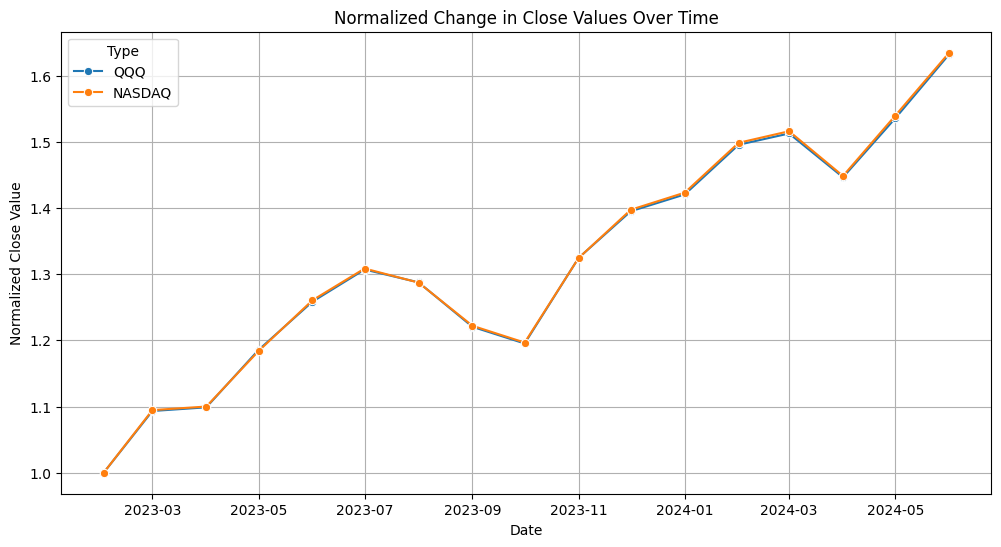 Normalized Change in Close Values Over Time
Type
QQQ
NASDAQ
Normalized Close Value
1.6
1.5
1.4
1.3
1.2
1.1
1.0
2023-03 2023-05 2023-07 2023-09 2023-11 2024-01 2024-03 2024-05
Date